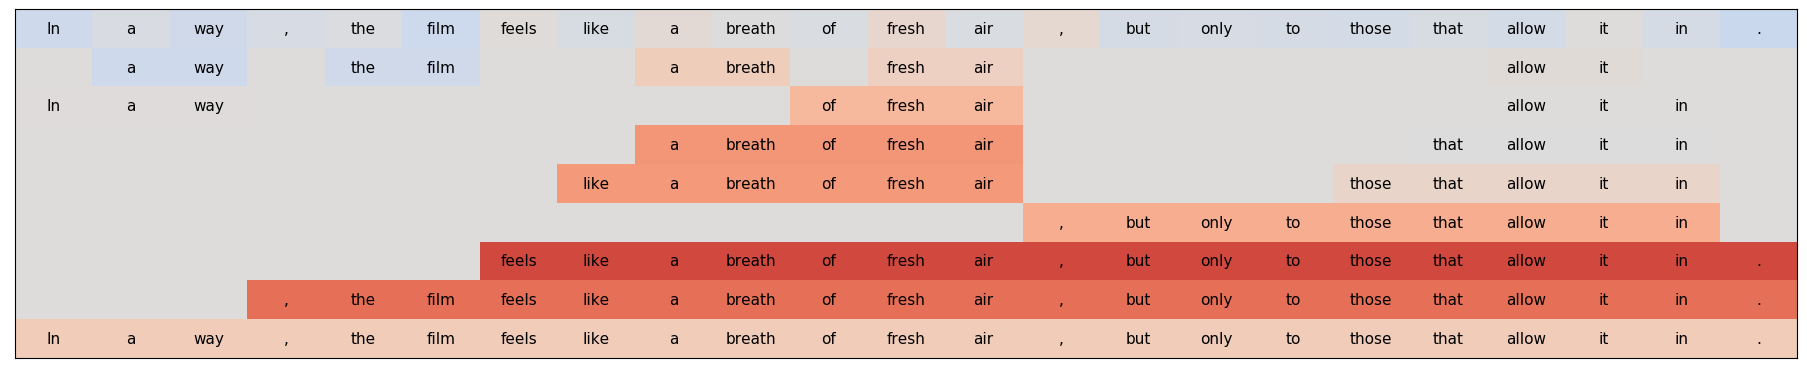 In a way , the film feels like a breath of fresh air , but only to those that allow it in .
a way the film a breath fresh air allow it
In a way of fresh air allow it in
a breath of fresh air that allow it in
like a breath of fresh air those that allow it in
, but only to those that allow it in
feels like a breath of fresh air , but only to those that allow it in .
, the film feels like a breath of fresh air , but only to those that allow it in .
In a way , the film feels like a breath of fresh air , but only to those that allow it in .